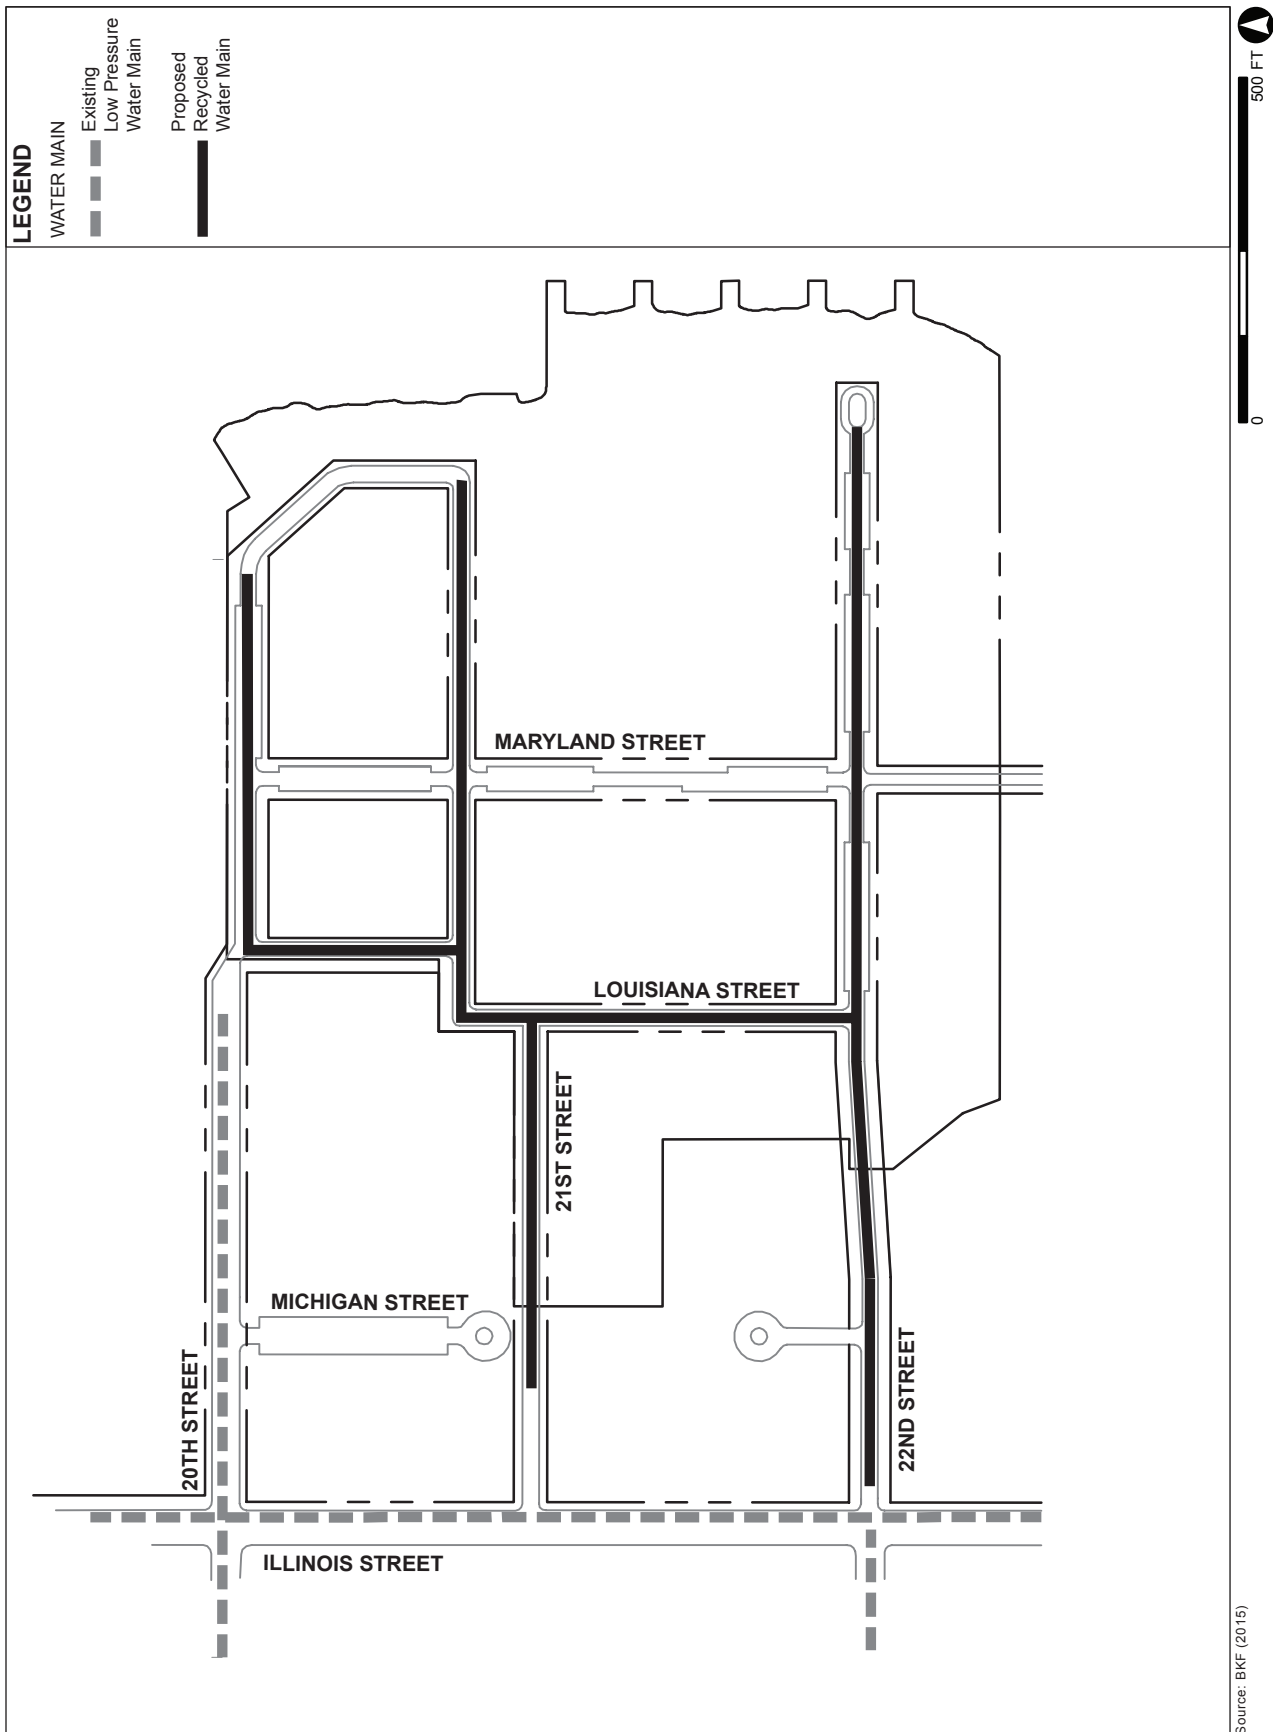 LEGEND
WATER MAIN
Existing
Low Pressure
Water Main
Proposed
Recycled
Water Main
MARYLAND STREET
LOUISIANA STREET
21ST STREET
MICHIGAN STREET
20TH STREET
22ND STREET
ILLINOIS STREET
0
500 FT
Source: BKF (2015)